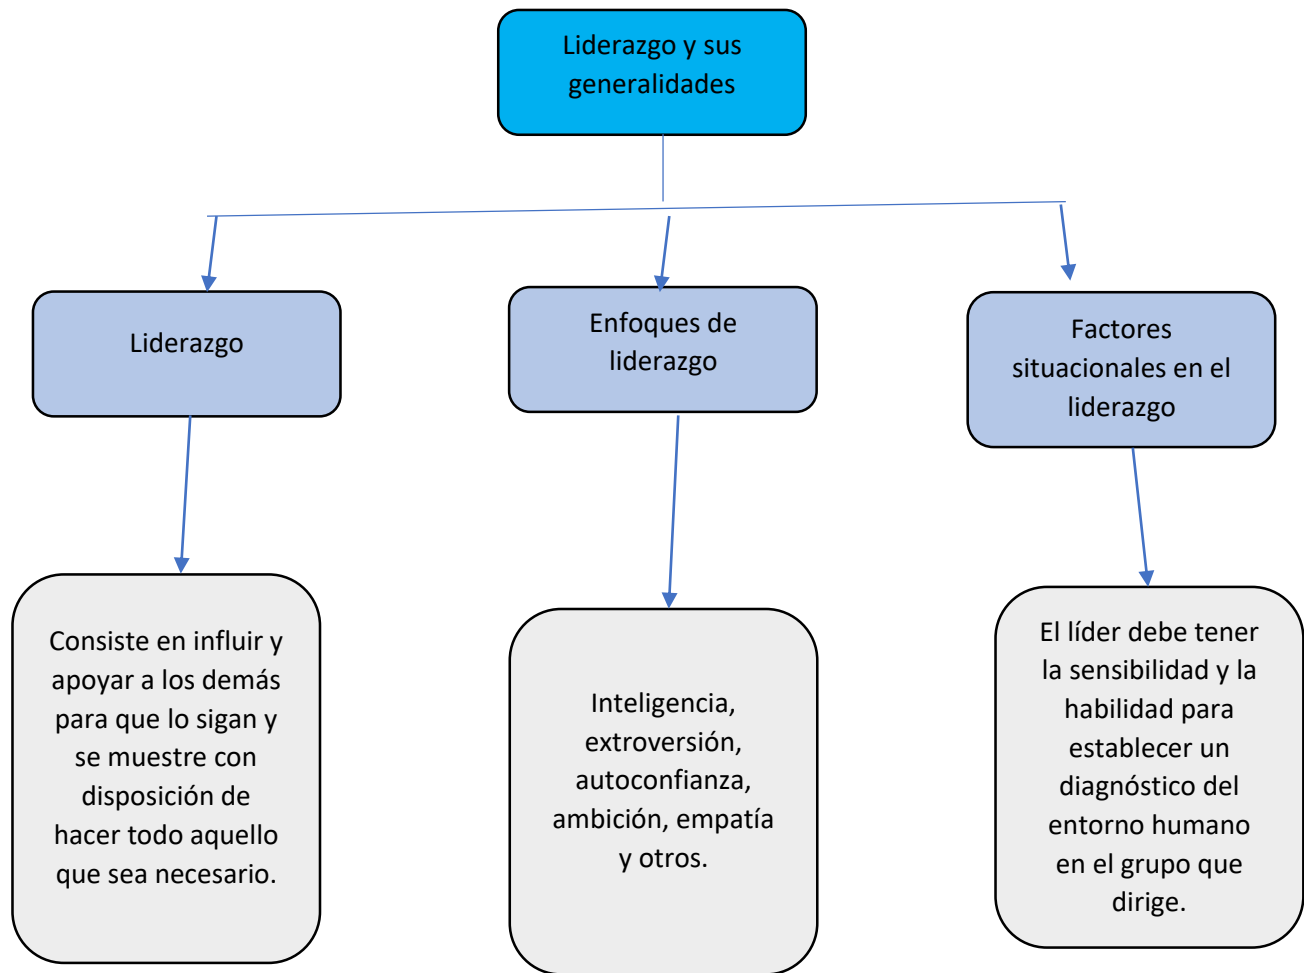 Liderazgo y sus
generalidades
Liderazgo
Enfoques de
liderazgo
Factores
situacionales en el
liderazgo
Consiste en influir y
apoyar a los demás
para que lo sigan y
se muestre con
disposición de
hacer todo aquello
que sea necesario.
Inteligencia,
extroversión,
autoconfianza,
ambición, empatía
y otros.
El líder debe tener
la sensibilidad y la
habilidad para
establecer un
diagnóstico del
entorno humano
en el grupo que
dirige.